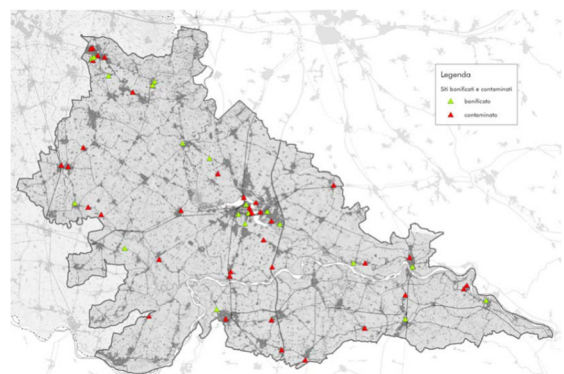 Legenda
Siti bonificati e contaminati
bonificato
contaminato